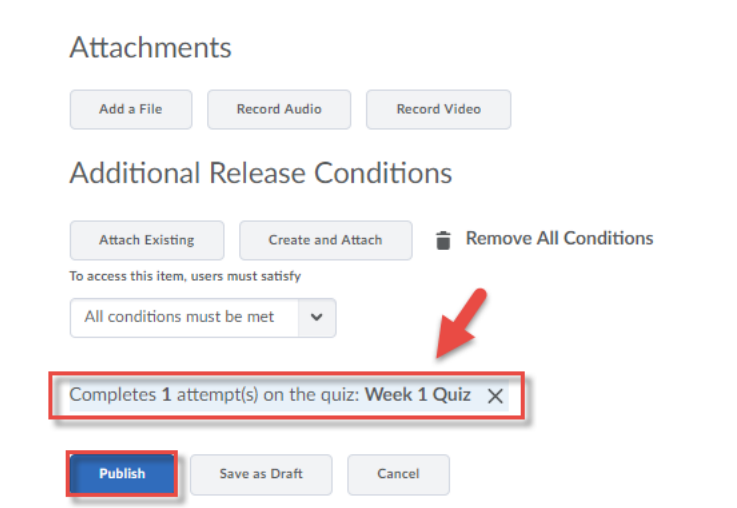 Attachments
Add a File Record Audio Record Video
Additional Release Conditions
Attach Existing Create and Attach Remove All Conditions
To access this item, users must satisfy
All conditions must be met
Completes 1 attempt(s) on the quiz: Week 1 Quiz
Publish Save as Draft Cancel